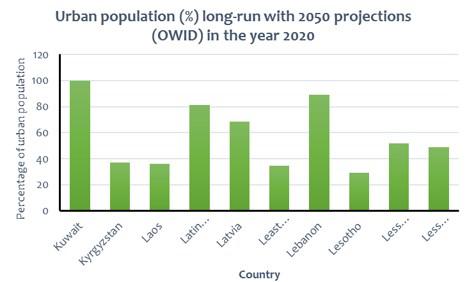 Urban population (%) long-run with 2050 projections
(OWID) in the year 2020
Percentage of urban population
120
100
80
60
40
20
0
Kuwait
Kyrgyzstan
Laos
Latin...
Latvia
Least...
Lebanon
Lesotho
Less...
Less...
Country